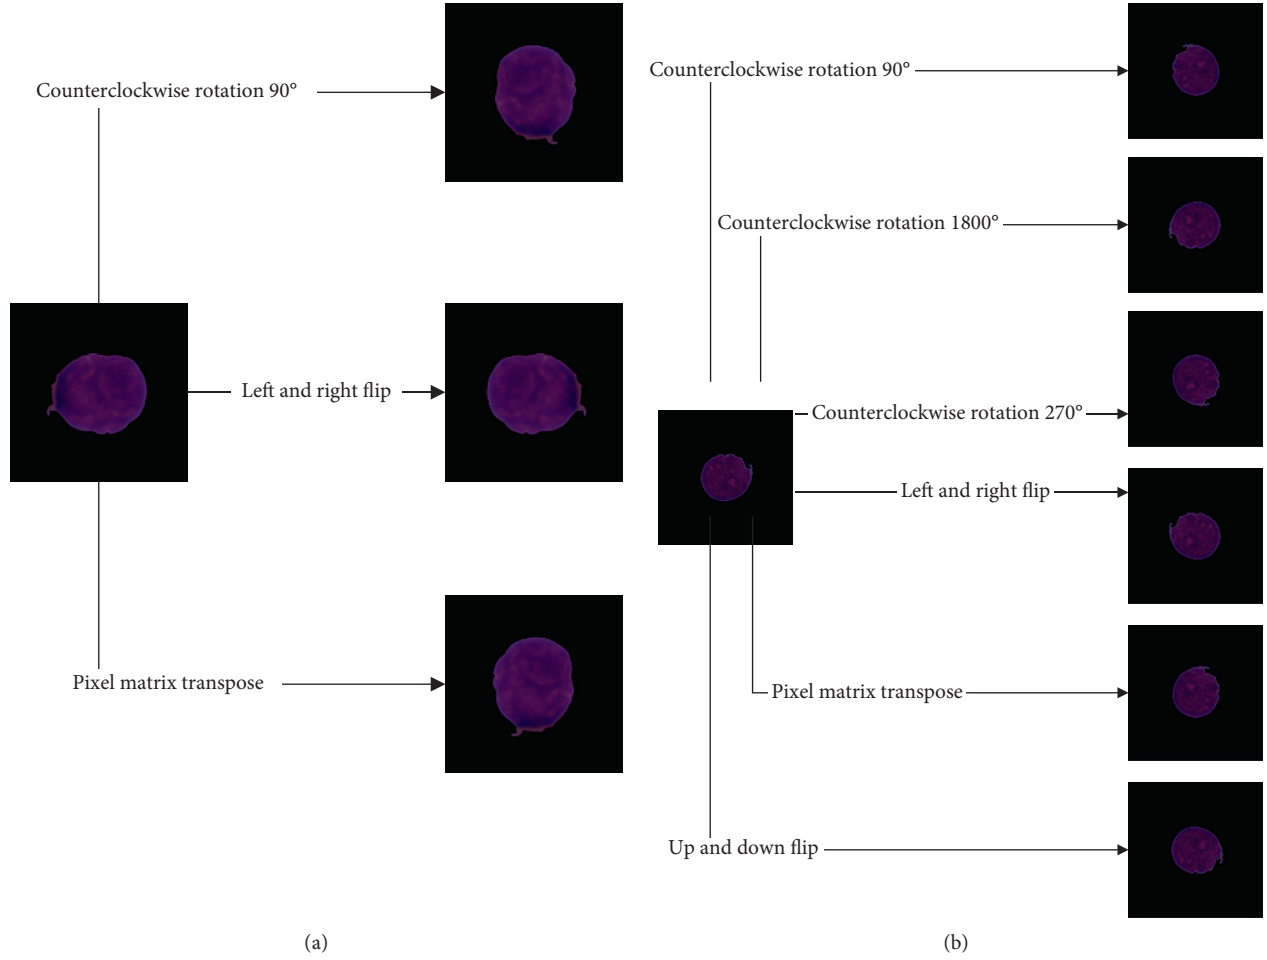 Counterclockwise rotation 90°
Left and right flip
Pixel matrix transpose
(a)
Counterclockwise rotation 90°
Counterclockwise rotation 1800°
Counterclockwise rotation 270°
Left and right flip
Pixel matrix transpose
Up and down flip
(b)